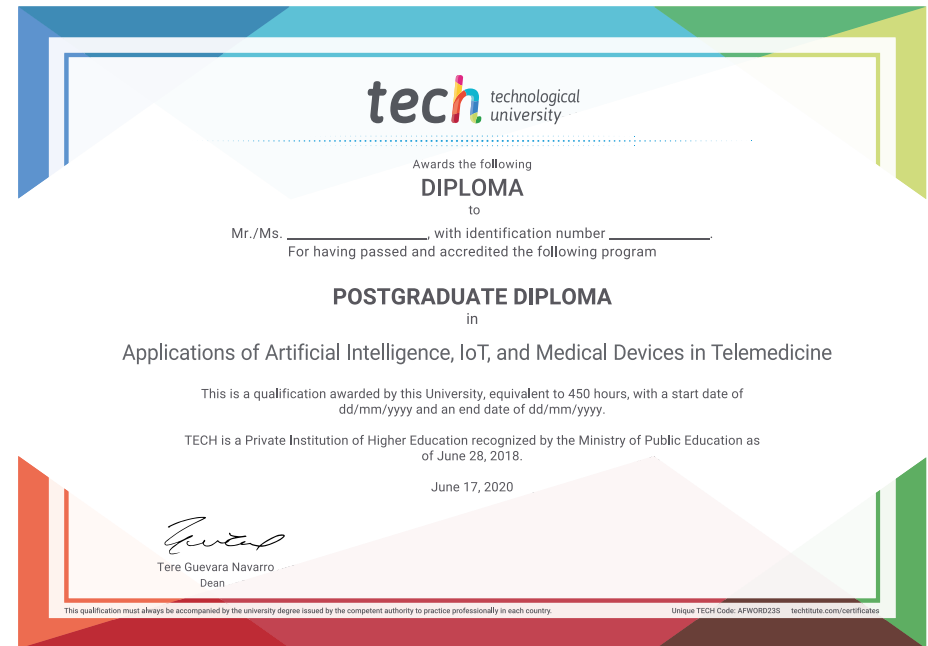 tech technological
university
Awards the following
DIPLOMA
to
Mr./Ms. ____________________, with identification number ______________.
For having passed and accredited the following program
POSTGRADUATE DIPLOMA
in
Applications of Artificial Intelligence, IoT, and Medical Devices in Telemedicine
This is a qualification awarded by this University, equivalent to 450 hours, with a start date of
dd/mm/yyyy and an end date of dd/mm/yyyy.
TECH is a Private Institution of Higher Education recognized by the Ministry of Public Education as
of June 28, 2018.
June 17, 2020
Tere Guevara Navarro
Dean
This qualification must always be accompanied by the university degree issued by the competent authority to practice professionally in each country.
Unique TECH Code: AFWORD23S techtitute.com/certificates